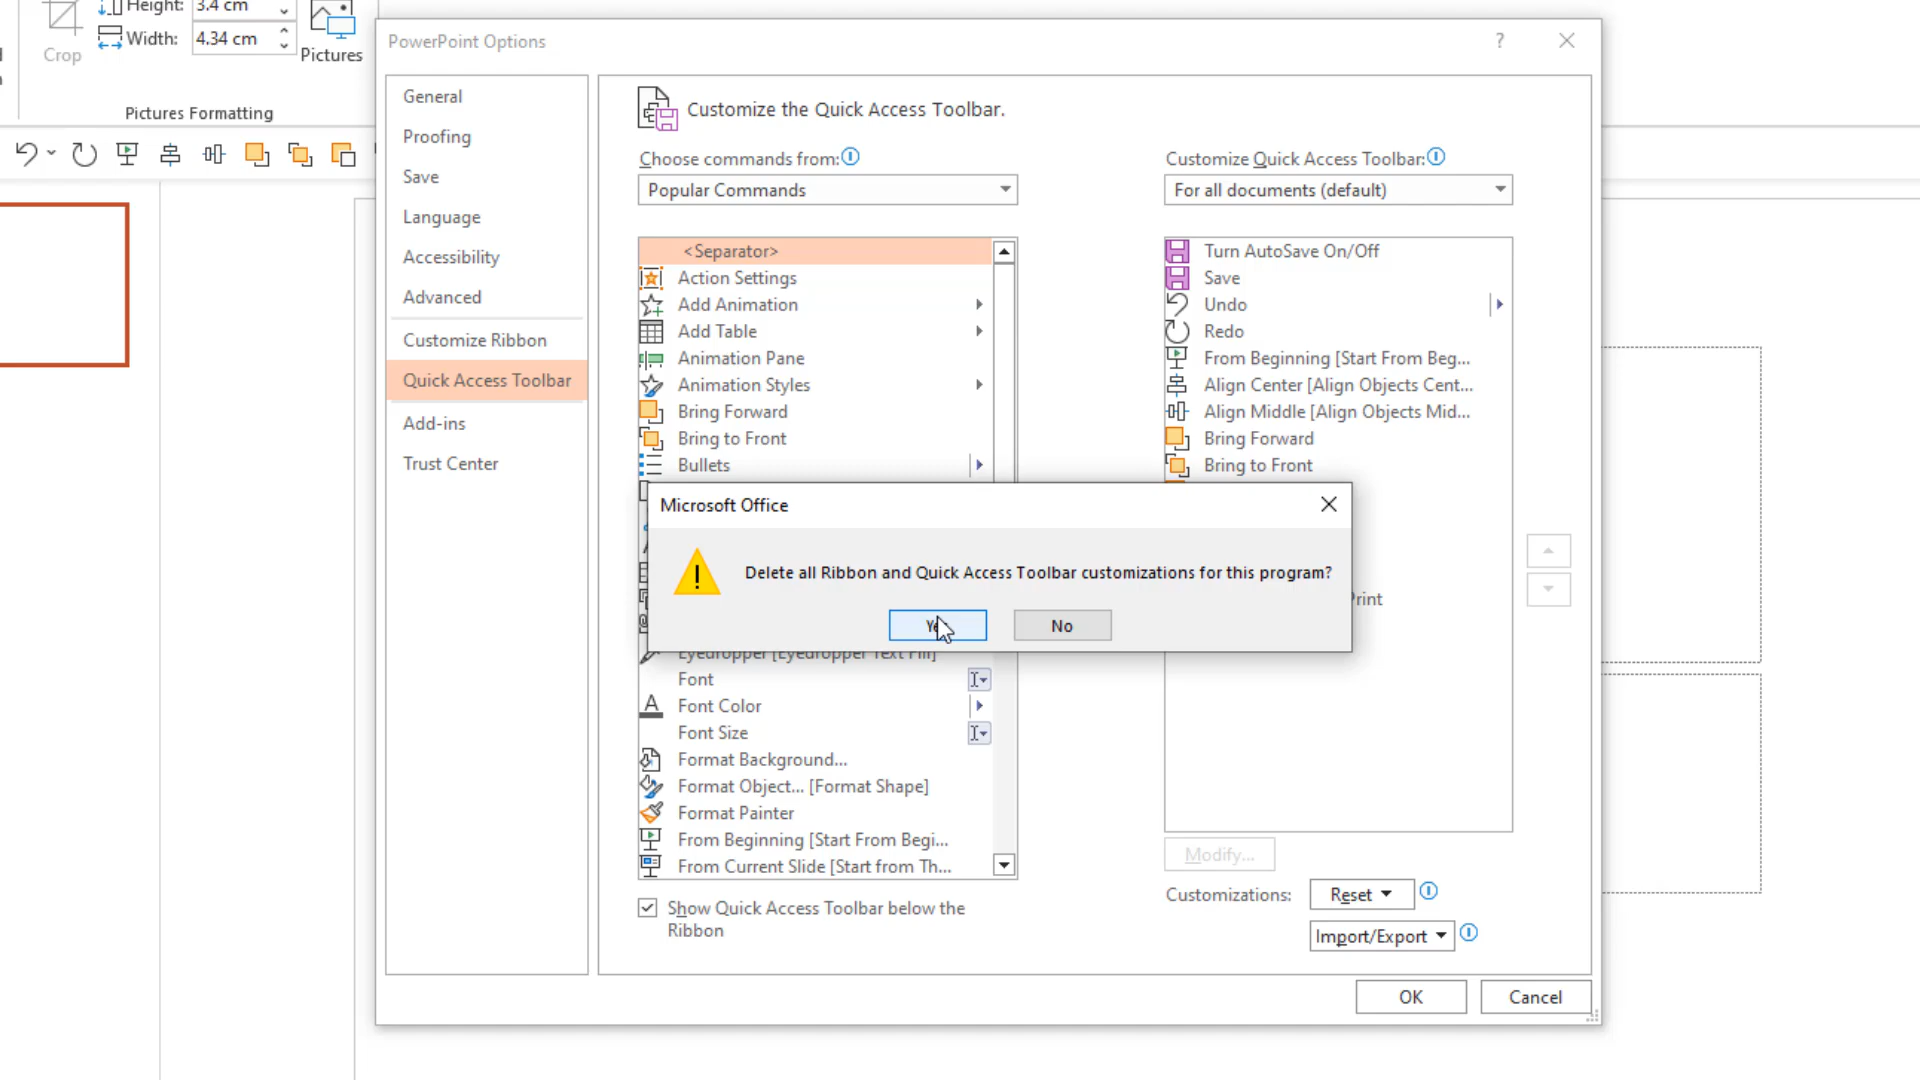 Height:
3.4 cm
Width:
4.34 cm
Crop
Pictures
Pictures Formatting
PowerPoint Options
?
General
Proofing
Save
Language
Accessibility
Advanced
Customize Ribbon
Quick Access Toolbar
Add-ins
Trust Center
Customize the Quick Access Toolbar.
Choose commands from:
Popular Commands
Customize Quick Access Toolbar:
For all documents (default)
<Separator>
Action Settings
Add Animation
Add Table
Animation Pane
Animation Styles
Bring Forward
Bring to Front
Bullets
Turn AutoSave On/Off
Save
Undo
Redo
From Beginning [Start From Beg...
Align Center [Align Objects Cent...
Align Middle [Align Objects Mid...
Bring Forward
Bring to Front
Print
Microsoft Office
Delete all Ribbon and Quick Access Toolbar customizations for this program?
No
Eyedropper [Eyedropper Text Fill]
Font
Font Color
Font Size
Format Background...
Format Object... [Format Shape]
Format Painter
From Beginning [Start From Begi...
From Current Slide [Start from Th...
Show Quick Access Toolbar below the
Ribbon
Modify...
Customizations:
Reset
Import/Export
OK
Cancel